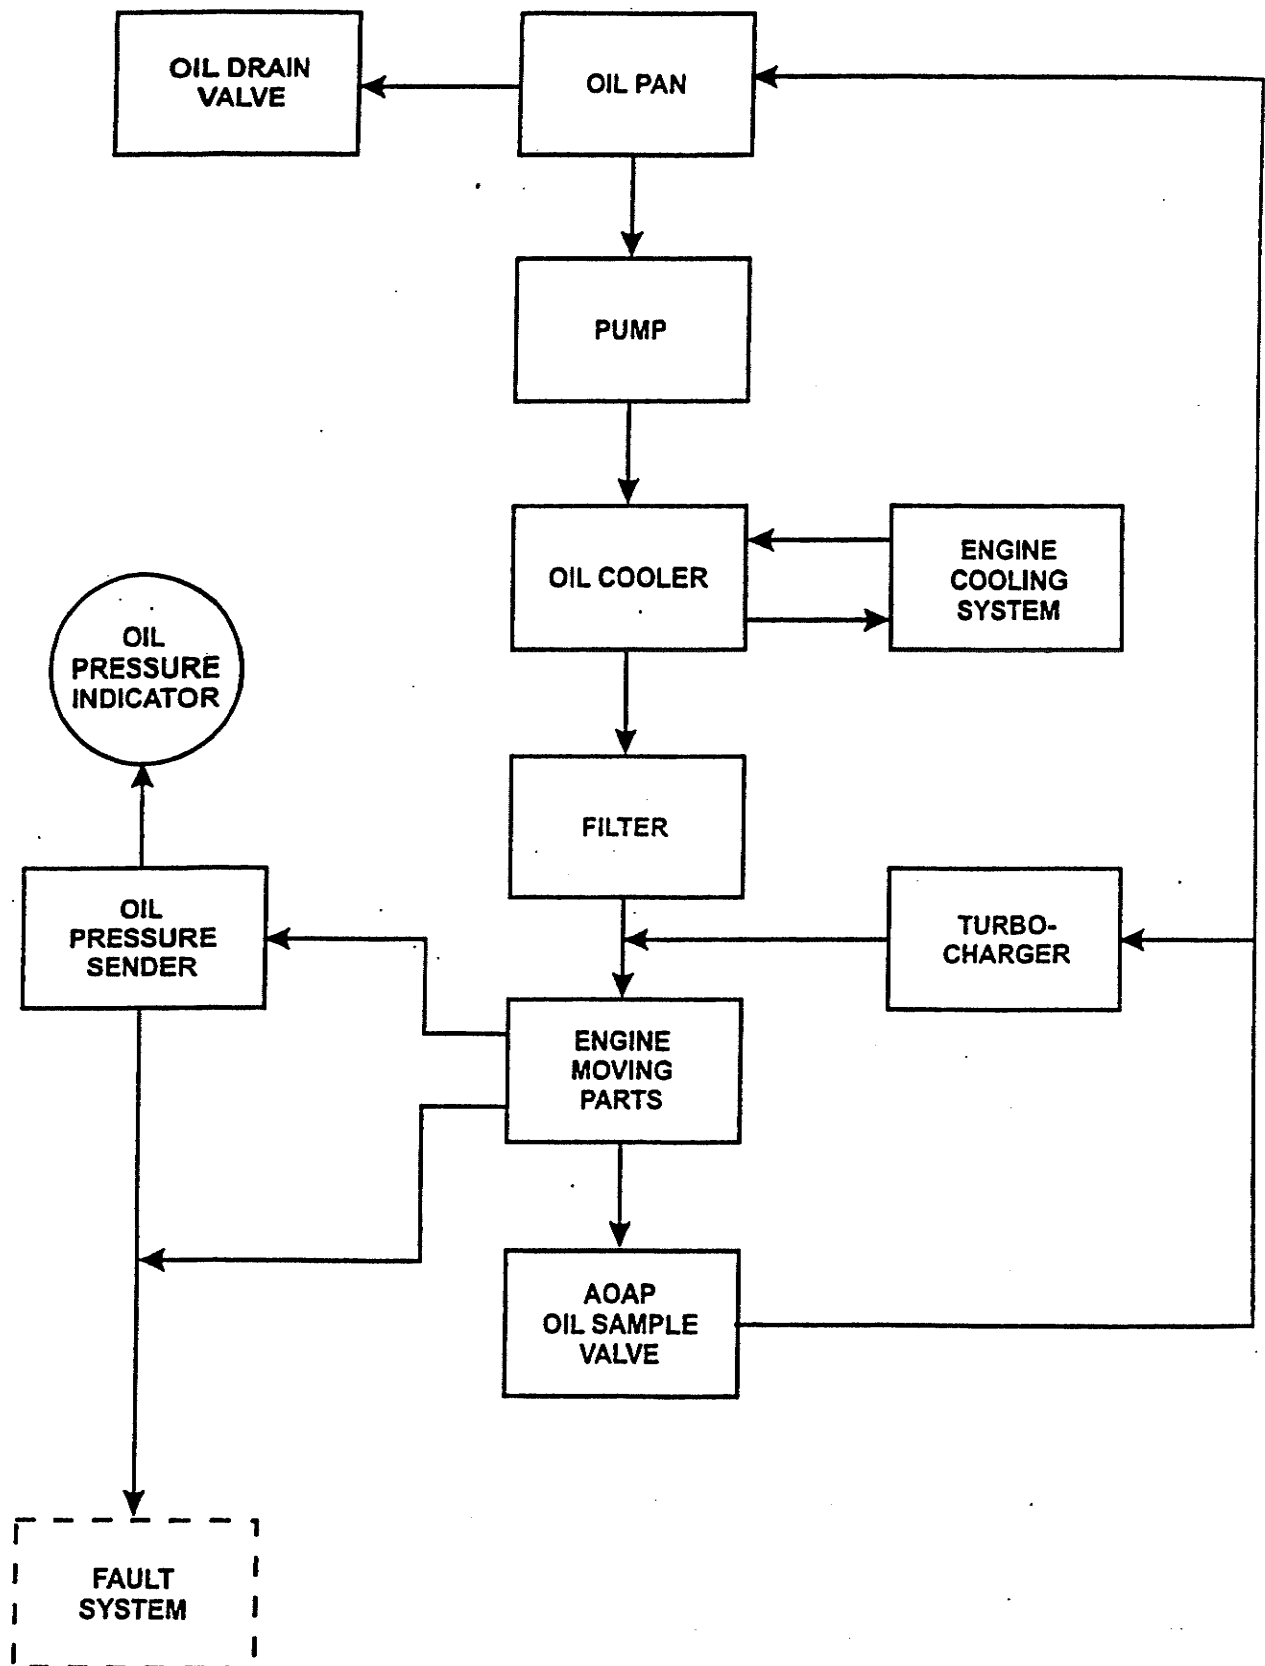 OIL DRAIN
VALVE
OIL PAN
PUMP
OIL COOLER
ENGINE
COOLING
SYSTEM
OIL
PRESSURE
INDICATOR
FILTER
OIL
PRESSURE
SENDER
TURBO-
CHARGER
ENGINE
MOVING
PARTS
AOAP
OIL SAMPLE
VALVE
FAULT
SYSTEM